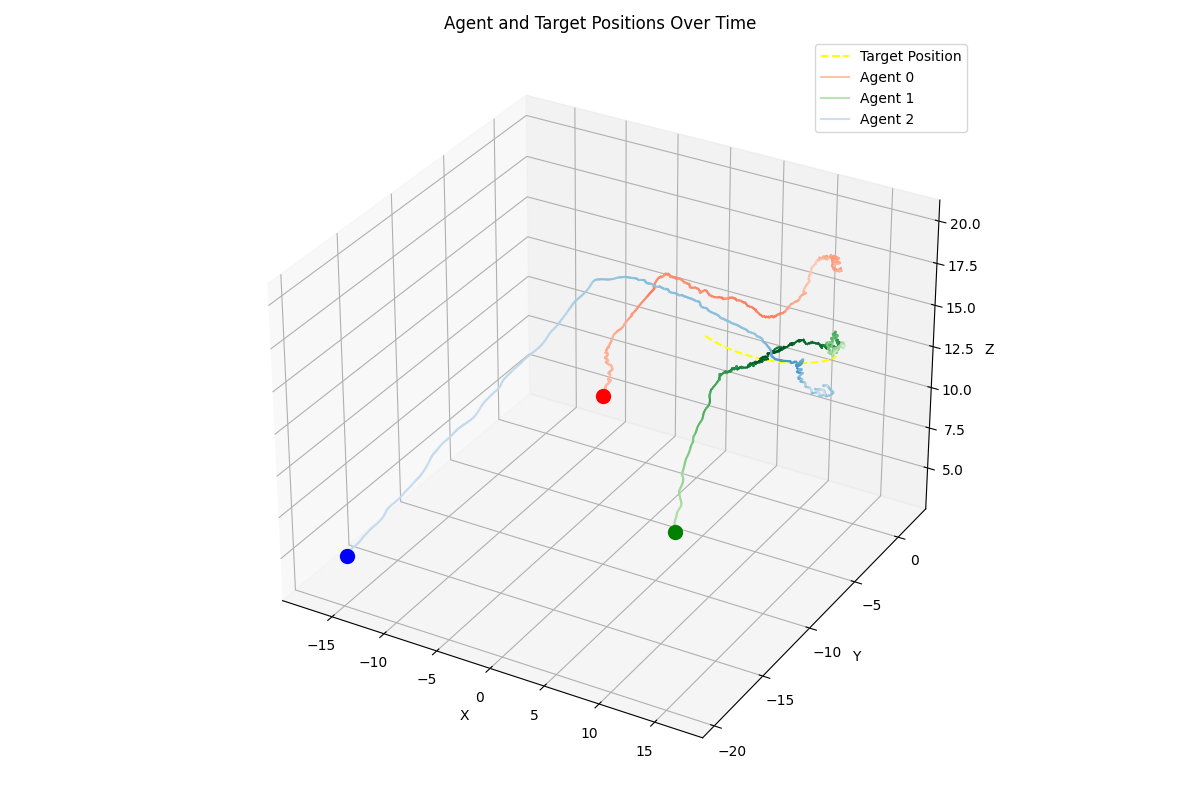 Agent and Target Positions Over Time
Target Position
Agent 0
Agent 1
Agent 2
20.0
17.5
15.0
12.5
Z
10.0
7.5
5.0
0
−5
−10
Y
−15
−20
−15
−10
−5
0
X
5
10
15